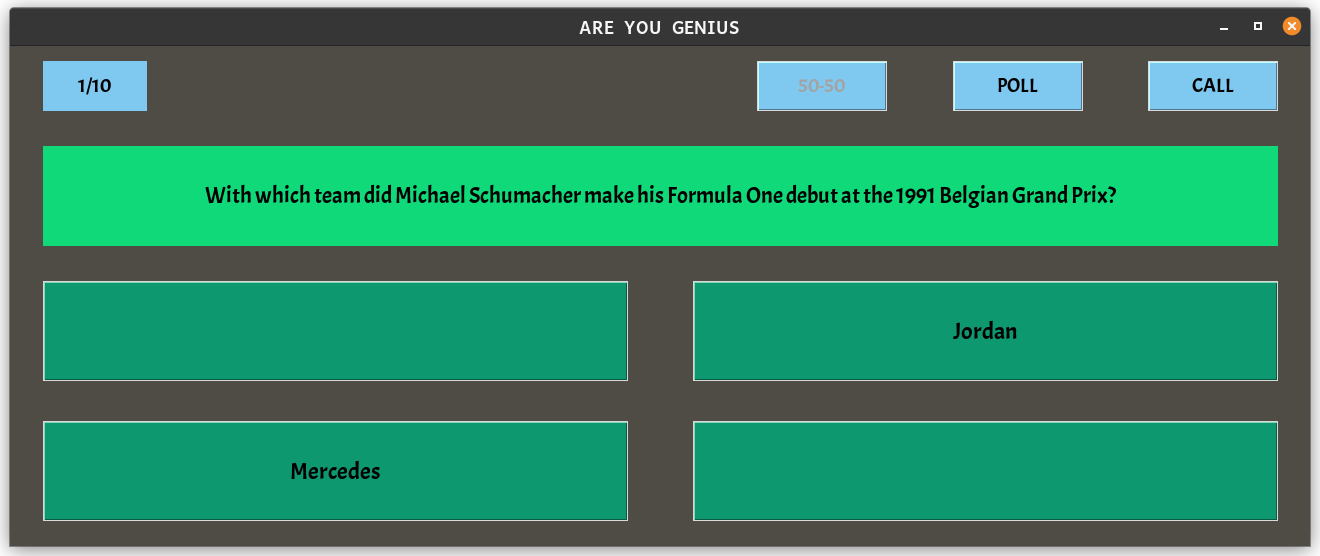 ARE YOU GENIUS
1/10
50-50
POLL
CALL
With which team did Michael Schumacher make his Formula One debut at the 1991 Belgian Grand Prix?
Jordan
Mercedes